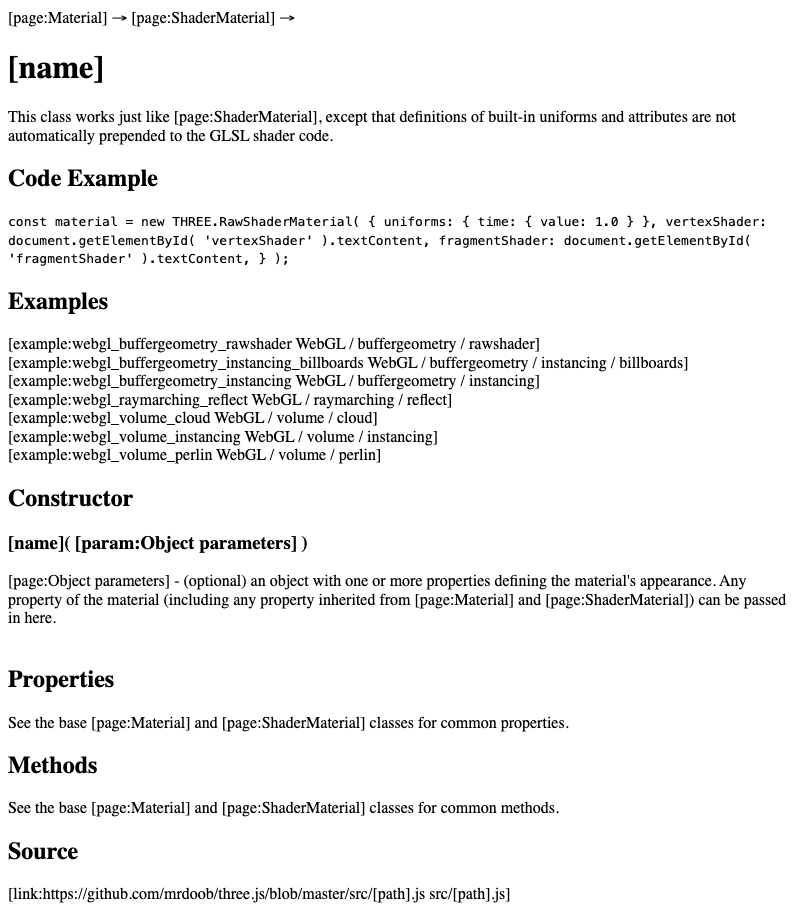 [page:Material] → [page:ShaderMaterial] →
[name]
This class works just like [page:ShaderMaterial], except that definitions of built-in uniforms and attributes are not
automatically prepended to the GLSL shader code.
Code Example
const material = new THREE.RawShaderMaterial( { uniforms: { time: { value: 1.0 } }, vertexShader:
document.getElementById( 'vertexShader' ).textContent, fragmentShader: document.getElementById(
'fragmentShader' ).textContent, } );
Examples
[example:webgl_buffergeometry_rawshader WebGL / buffergeometry / rawshader]
[example:webgl_buffergeometry_instancing_billboards WebGL / buffergeometry / instancing / billboards]
[example:webgl_buffergeometry_instancing WebGL / buffergeometry / instancing]
[example:webgl_raymarching_reflect WebGL / raymarching / reflect]
[example:webgl_volume_cloud WebGL / volume / cloud]
[example:webgl_volume_instancing WebGL / volume / instancing]
[example:webgl_volume_perlin WebGL / volume / perlin]
Constructor
[name]( [param:Object parameters] )
[page:Object parameters] - (optional) an object with one or more properties defining the material's appearance. Any
property of the material (including any property inherited from [page:Material] and [page:ShaderMaterial]) can be passed
in here.
Properties
See the base [page:Material] and [page:ShaderMaterial] classes for common properties.
Methods
See the base [page:Material] and [page:ShaderMaterial] classes for common methods.
Source
[link:https://github.com/mrdoob/three.js/blob/master/src/[path].js src/[path].js]